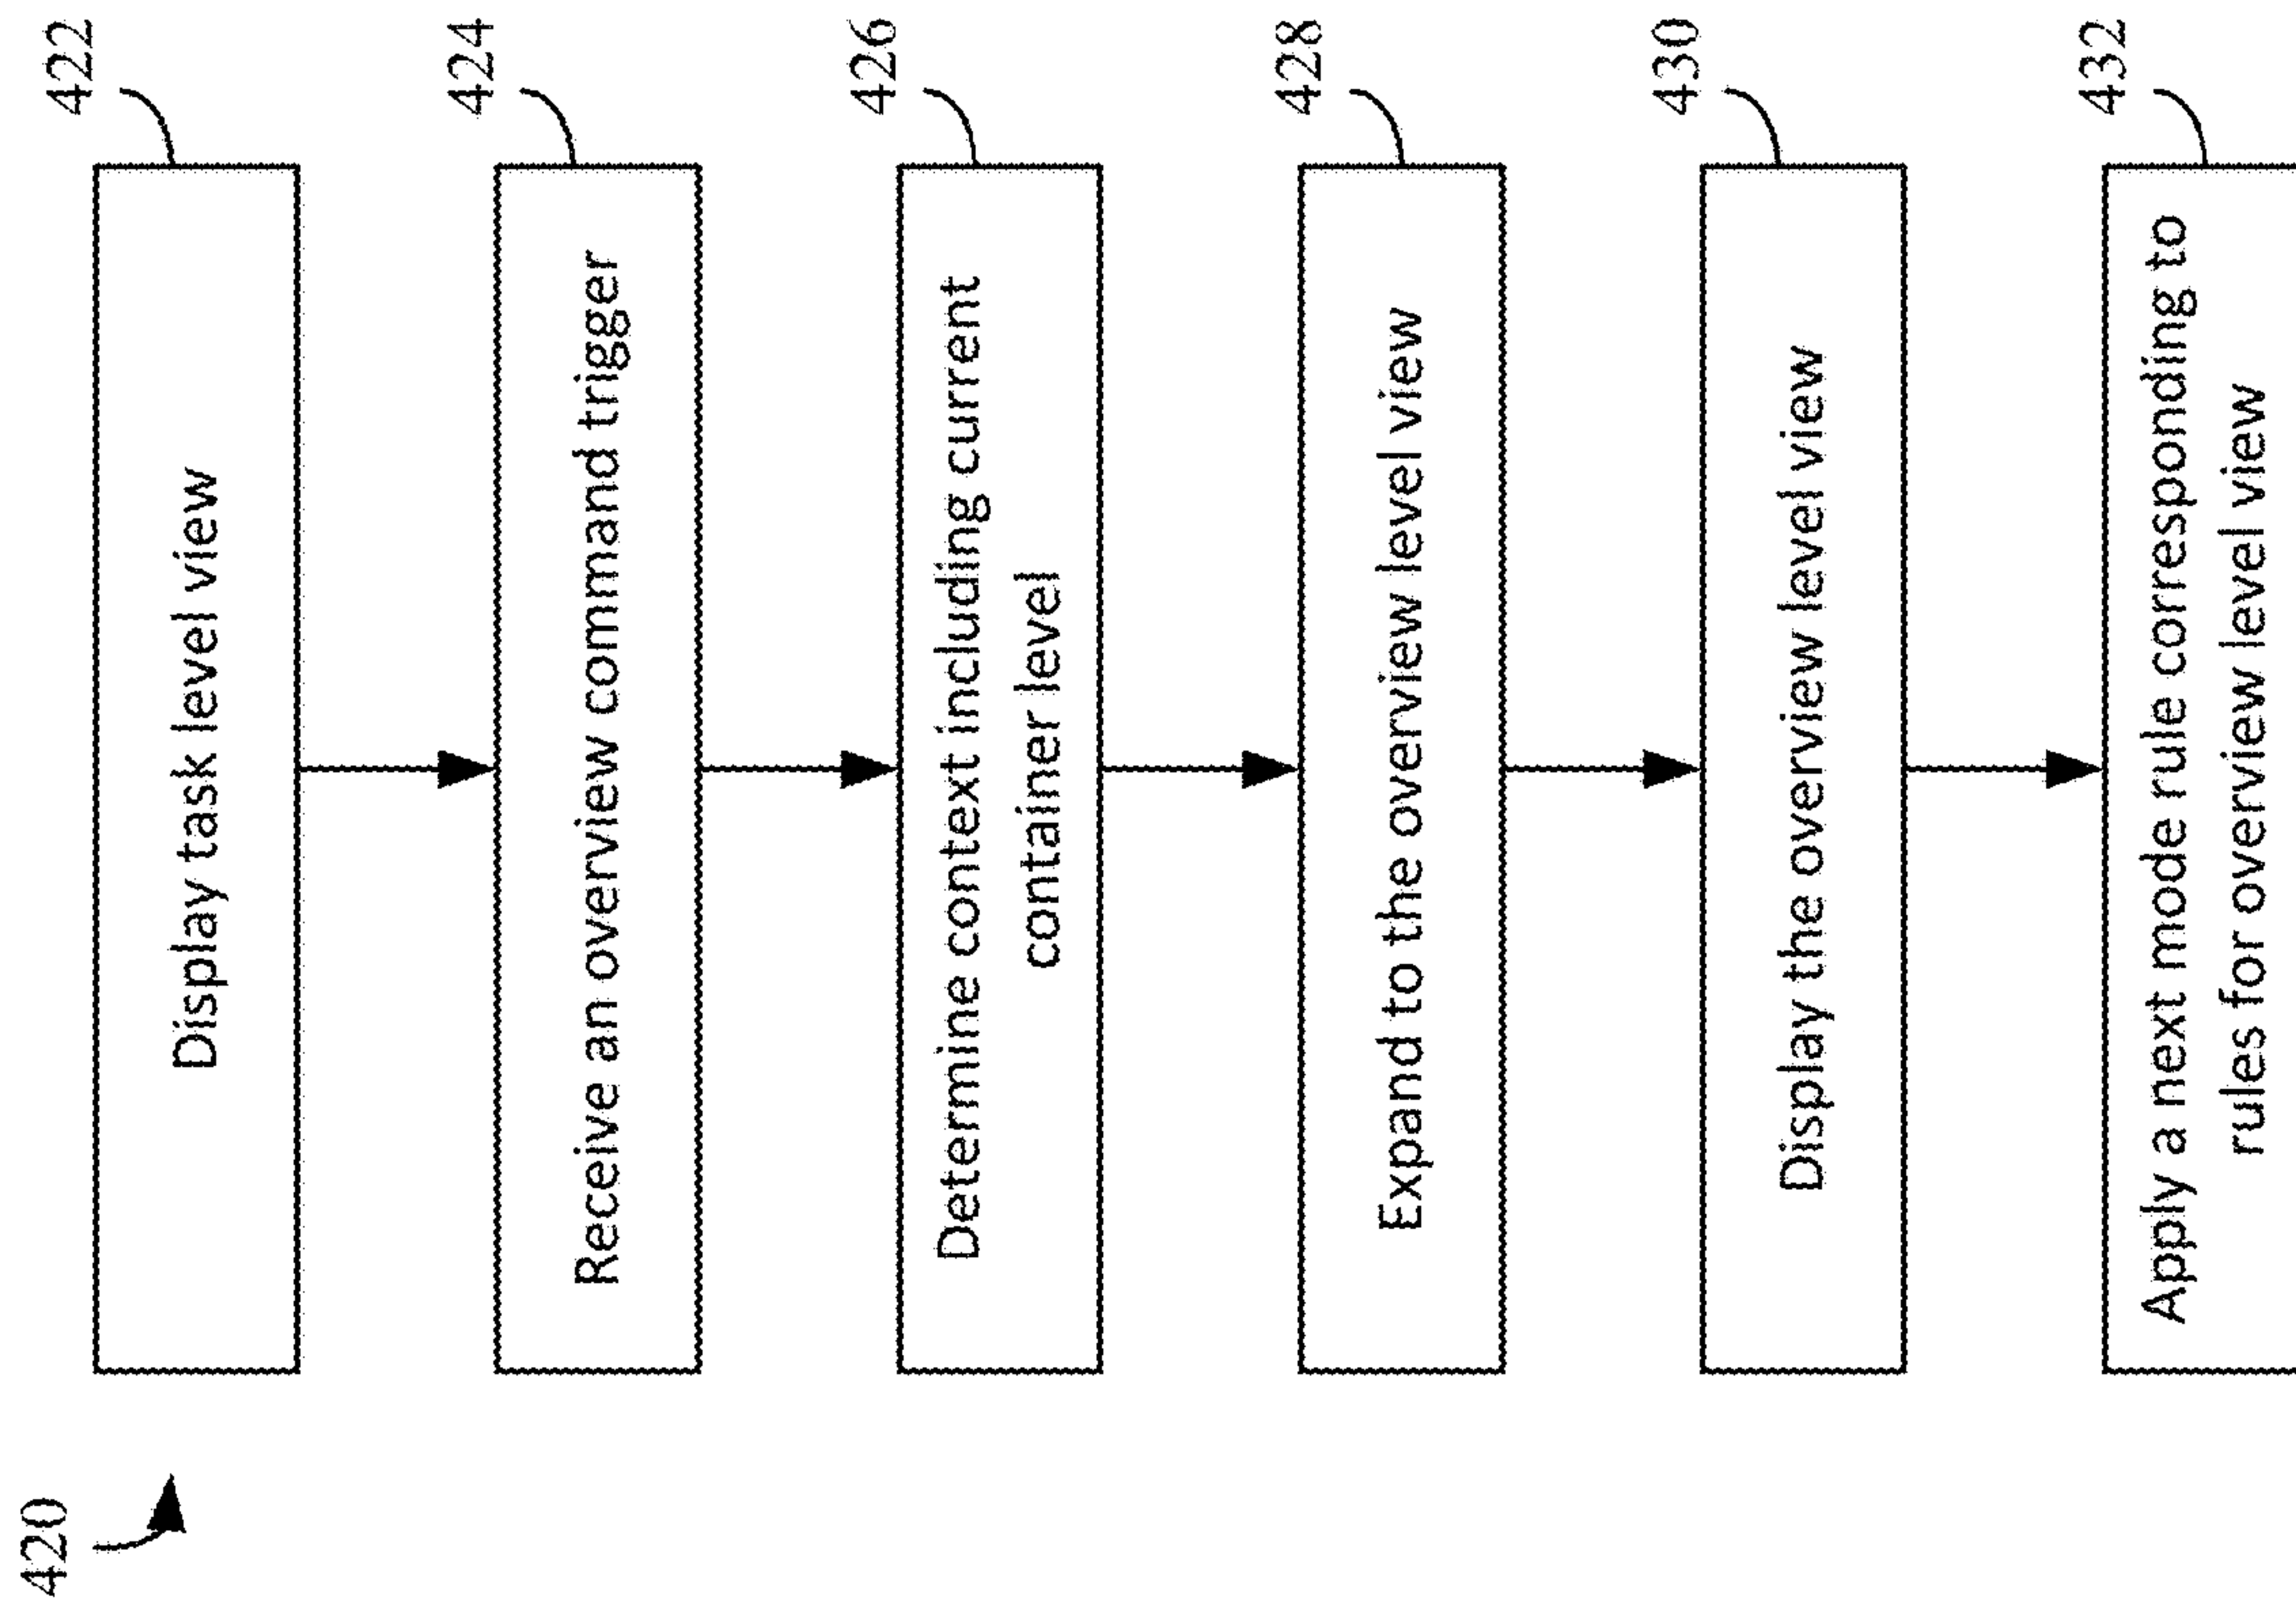 420
422
Display task level view
424
Receive an overview command trigger
426
Determine context including current
container level
428
Expand to the overview level view
430
Display the overview level view
432
Apply a next mode rule corresponding to
rules for overview level view